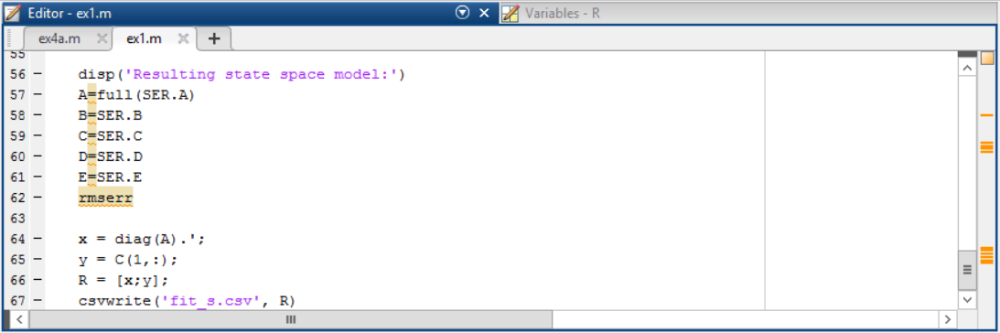 Editor - ex1.m
Variables - R
ex4a.m
ex1.m
55
56 - disp('Resulting state space model:')
57 - A=full(SER.A)
58 - B=SER.B
59 - C=SER.C
60 - D=SER.D
61 - E=SER.E
62 - rmserr
63
64 - x = diag(A).';
65 - y = C(1,:);
66 - R = [x;y];
67 - csvwrite('fit_s.csv', R)